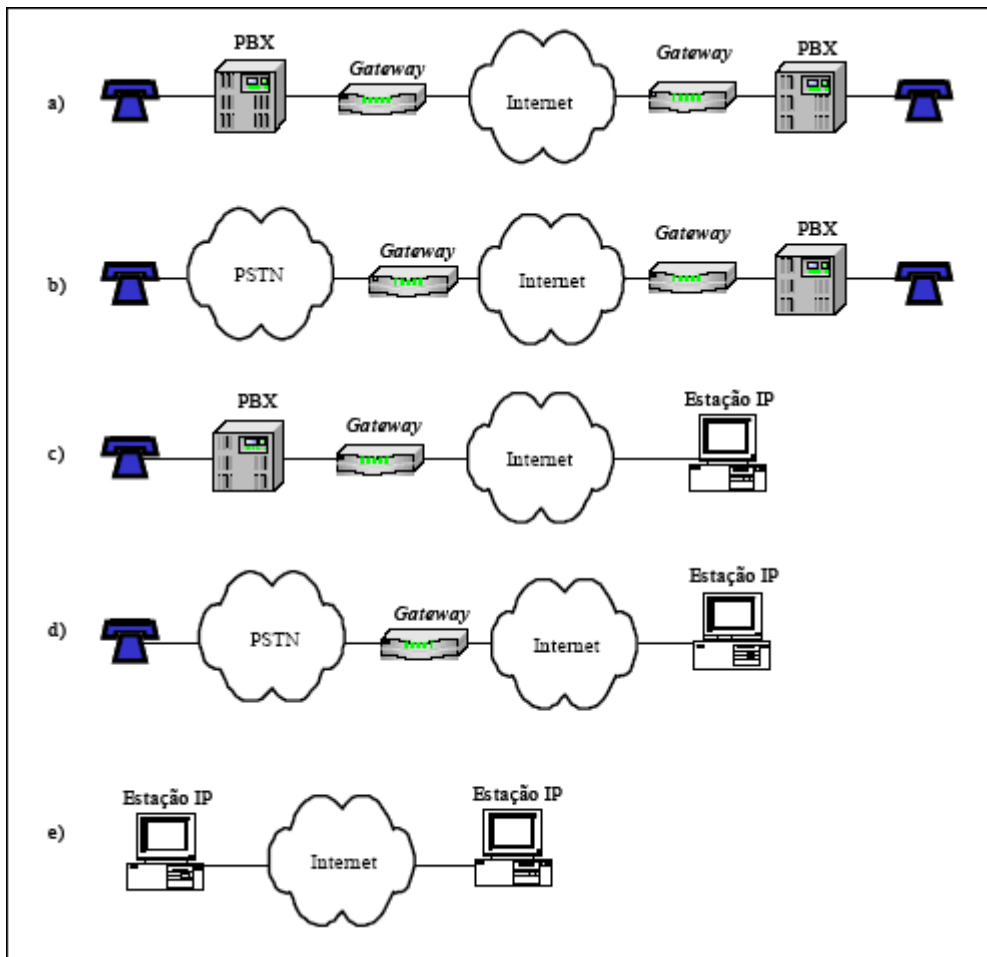 PBX
Gateway
Gateway
PBX
a)
Internet
PBX
Gateway
Gateway
b)
PSTN
Internet
Estação IP
PBX
Gateway
c)
Internet
Estação IP
Gateway
d)
PSTN
Internet
Estação IP
Estação IP
e)
Internet